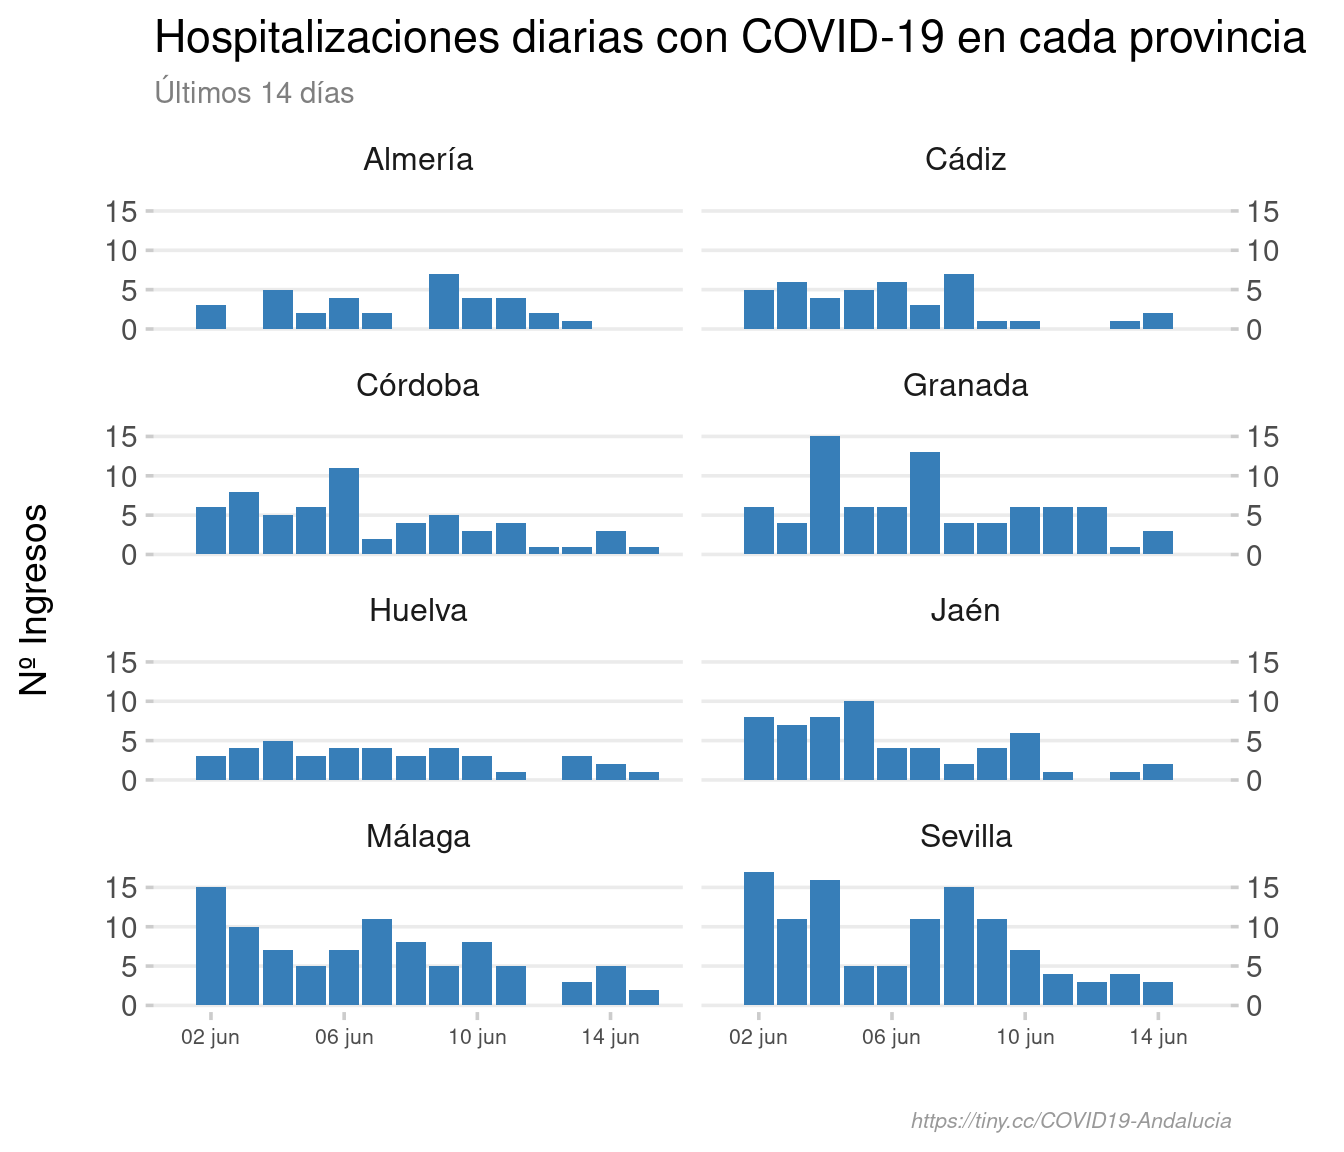 Hospitalizaciones diarias con COVID-19 en cada provincia
Últimos 14 días
Nº Ingresos
Almería Cádiz
15 15
10 10
5 5
0 0
Córdoba Granada
15 15
10 10
5 5
0 0
Huelva Jaén
15 15
10 10
5 5
0 0
Málaga Sevilla
15 15
10 10
5 5
0 0
02 jun 06 jun 10 jun 14 jun 02 jun 06 jun 10 jun 14 jun
https://tiny.cc/COVID19-Andalucia